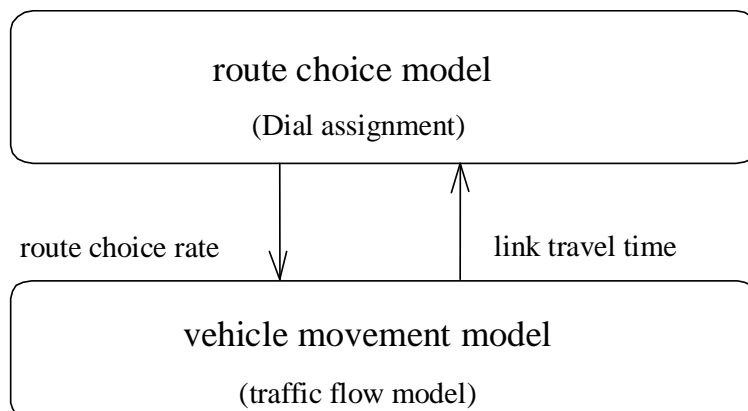 route choice model
(Dial assignment)
route choice rate
link travel time
vehicle movement model
(traffic flow model)